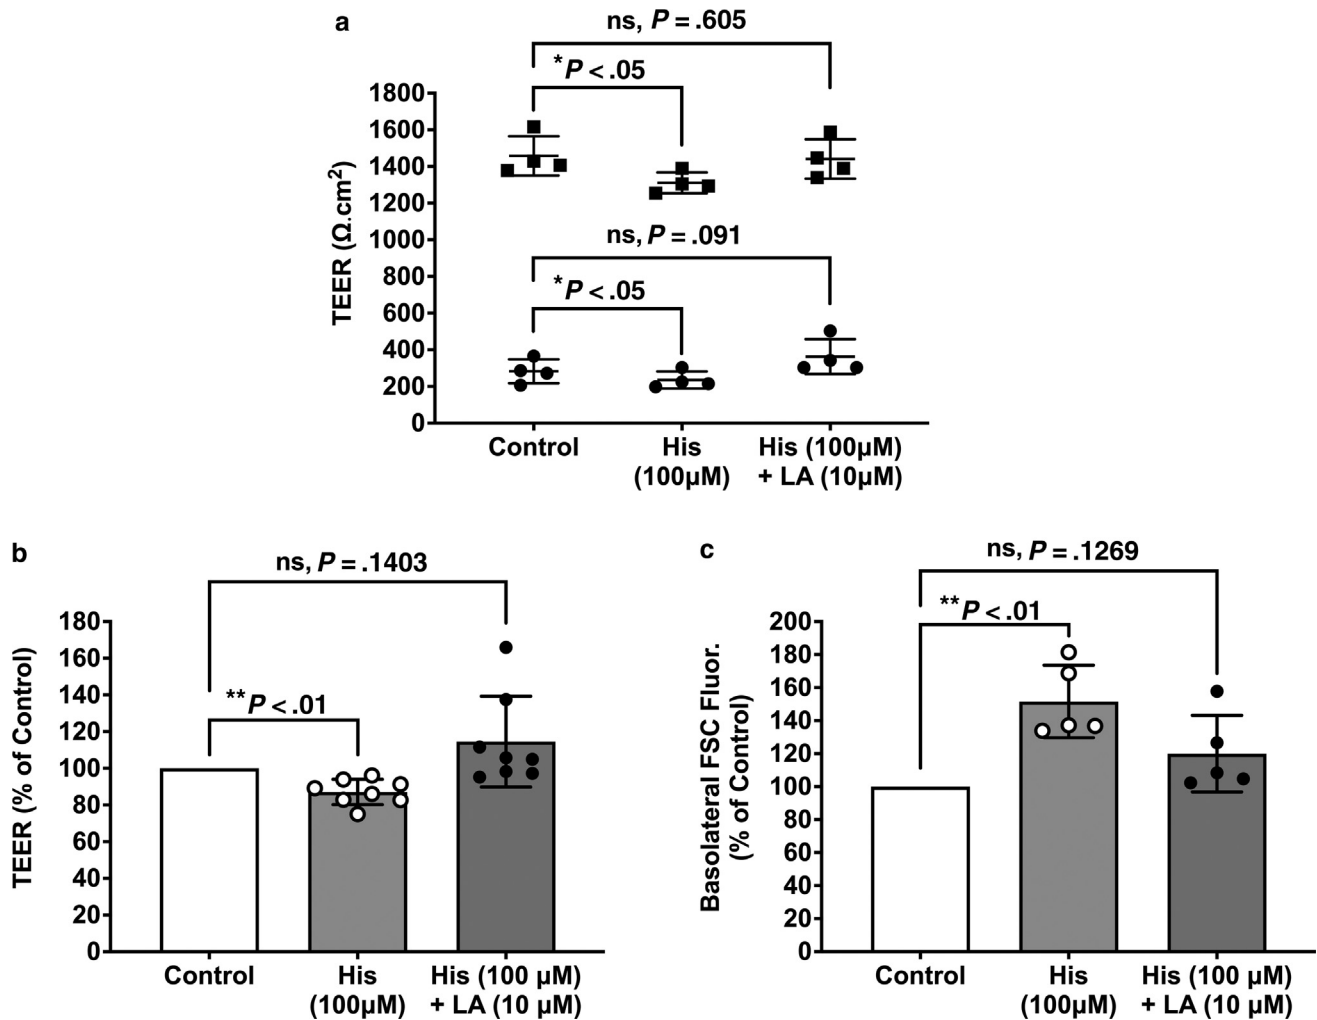 a
ns, P = .605
*P < .05
1800
1600
1400
1200
1000
800
600
400
200
0
TEER (Ω.cm²)
ns, P = .091
*P < .05
Control
His
(100µM)
His (100µM)
+ LA (10µM)
b
ns, P = .1403
**P < .01
180
160
140
120
100
80
60
40
20
0
TEER (% of Control)
Control
His
(100µM)
His (100 µM)
+ LA (10 µM)
c
ns, P = .1269
**P < .01
200
180
160
140
120
100
80
60
40
20
0
Basolateral FSC Fluor.
(% of Control)
Control
His
(100µM)
His (100 µM)
+ LA (10 µM)